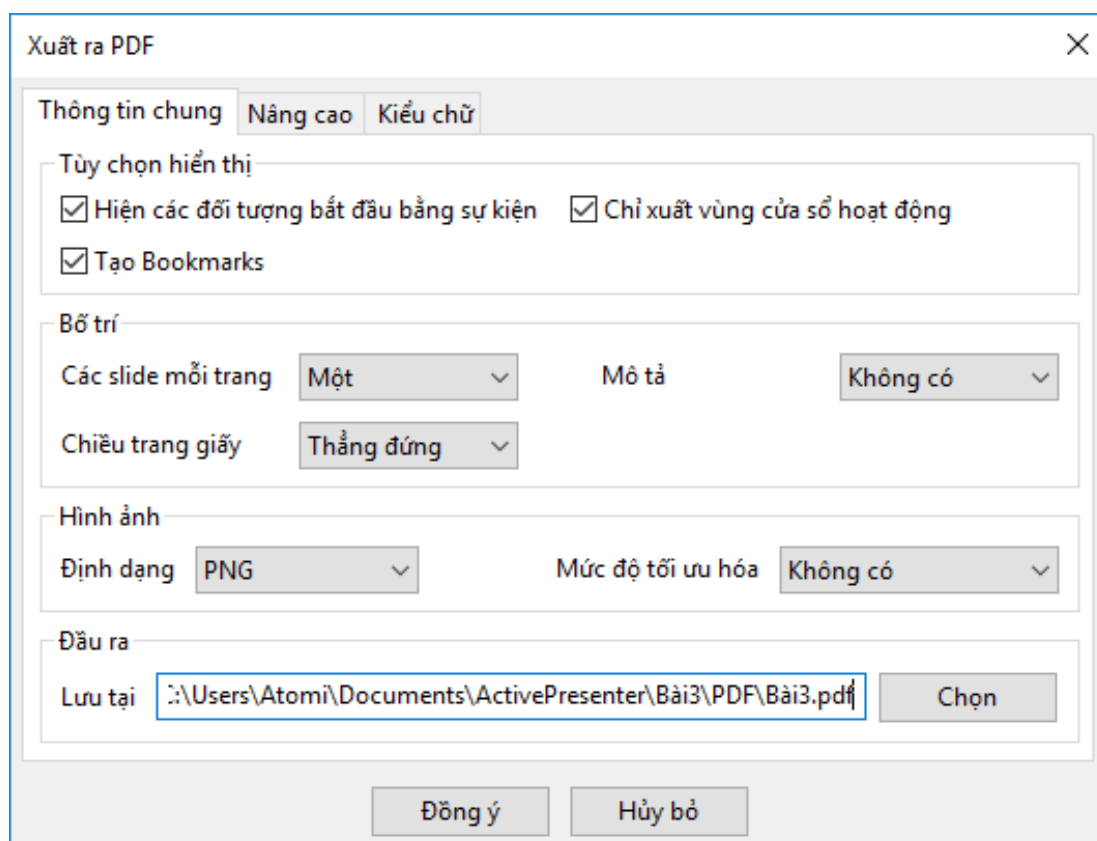 Xuất ra PDF
Thông tin chung Nâng cao Kiểu chữ
Tùy chọn hiển thị
Hiện các đối tượng bắt đầu bằng sự kiện Chỉ xuất vùng cửa sổ hoạt động
Tạo Bookmarks
Bố trí
Các slide mỗi trang Một Mô tả Không có
Chiều trang giấy Thẳng đứng
Hình ảnh
Định dạng PNG Mức độ tối ưu hóa Không có
Đầu ra
Lưu tại :\Users\Atomi\Documents\ActivePresenter\Bài3\PDF\Bài3.pdf Chọn
Đồng ý Hủy bỏ